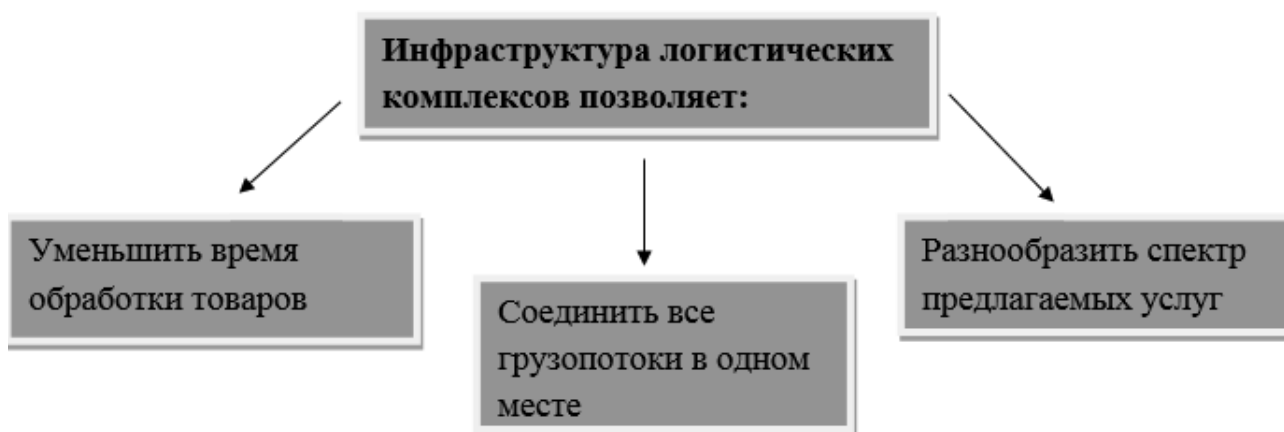 Инфраструктура логистических
комплексов позволяет:
Уменьшить время
обработки товаров
Соединить все
грузопотоки в одном
месте
Разнообразить спектр
предлагаемых услуг